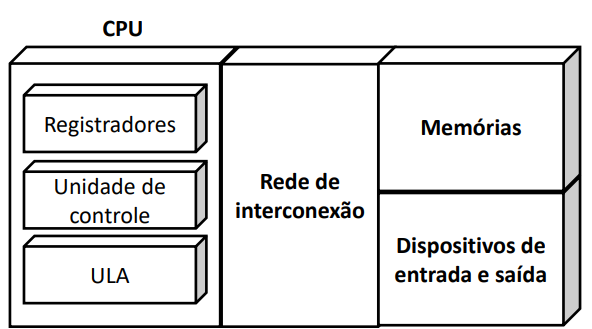 CPU
Registradores
Unidade de
controle
ULA
Rede de
interconexão
Memórias
Dispositivos de
entrada e saída